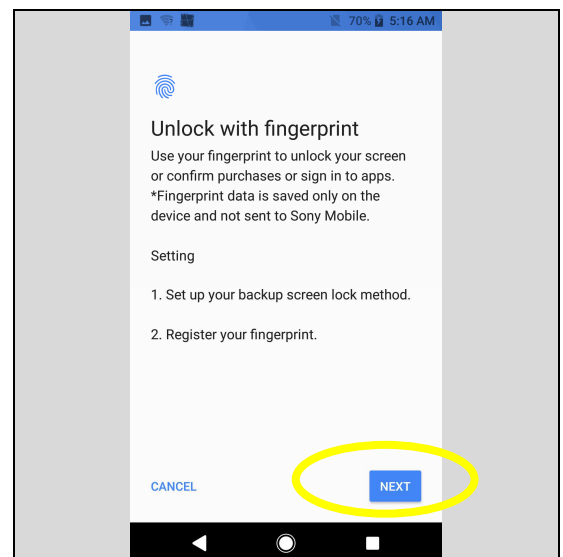 70% 5:16 AM
Unlock with fingerprint
Use your fingerprint to unlock your screen
or confirm purchases or sign in to apps.
*Fingerprint data is saved only on the
device and not sent to Sony Mobile.
Setting
1. Set up your backup screen lock method.
2. Register your fingerprint.
CANCEL NEXT